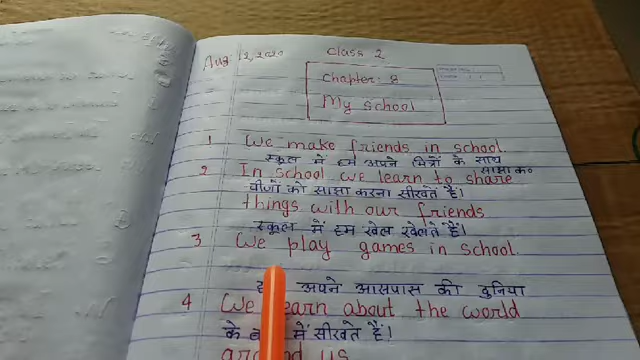 Aug: 12, 2020 class 2
Chapter: 8
My school
1 We make friends in school.
स्कूल में हम अपने मित्रों के साथ
2 In school we learn to share
चीजों को साझा करना सीखते हैं।
things with our friends
स्कूल में हम खेल खेलते हैं।
3 We play games in school.
अपने आसपास की दुनिया
4 We learn about the world
के में सीखते हैं।
us